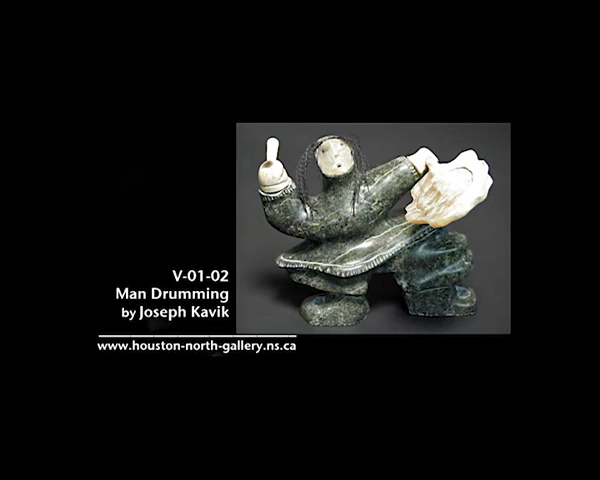 V-01-02
Man Drumming
by Joseph Kavik
www.houston-north-gallery.ns.ca